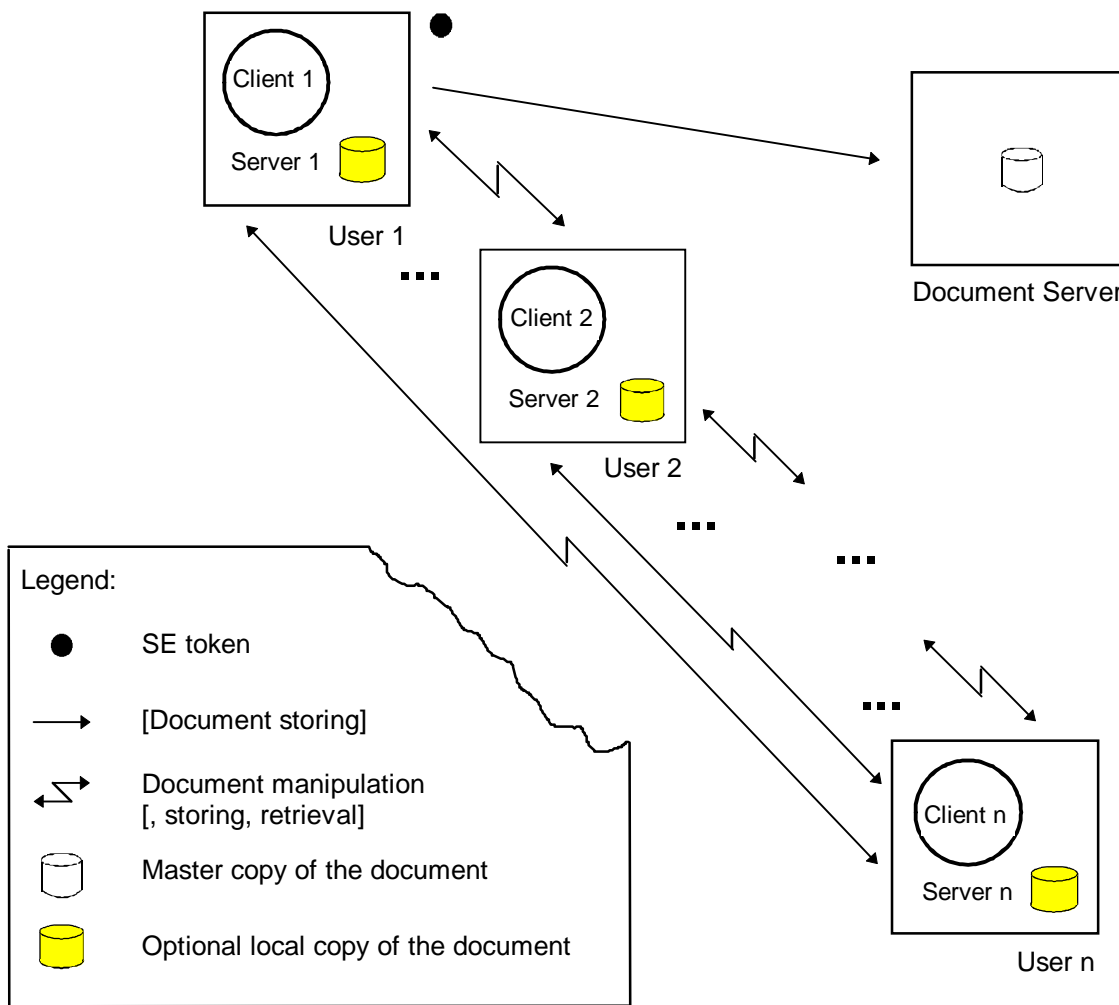 Client 1
Server 1
User 1
Document Server
Client 2
Server 2
User 2
Client n
Server n
User n
Legend:
SE token
[Document storing]
Document manipulation
[, storing, retrieval]
Master copy of the document
Optional local copy of the document